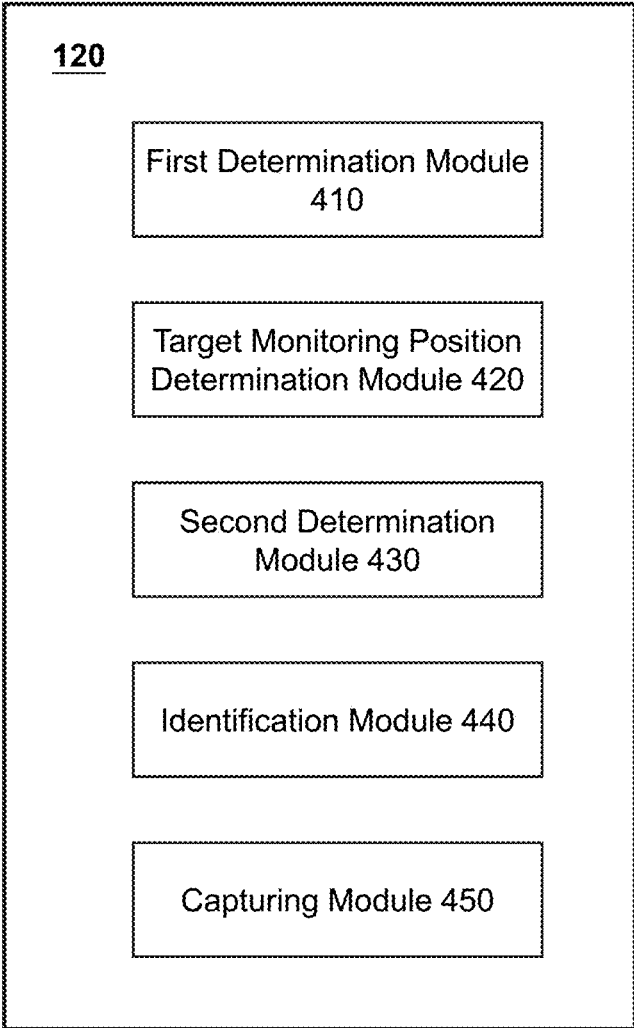 120
First Determination Module
410
Target Monitoring Position
Determination Module 420
Second Determination
Module 430
Identification Module 440
Capturing Module 450